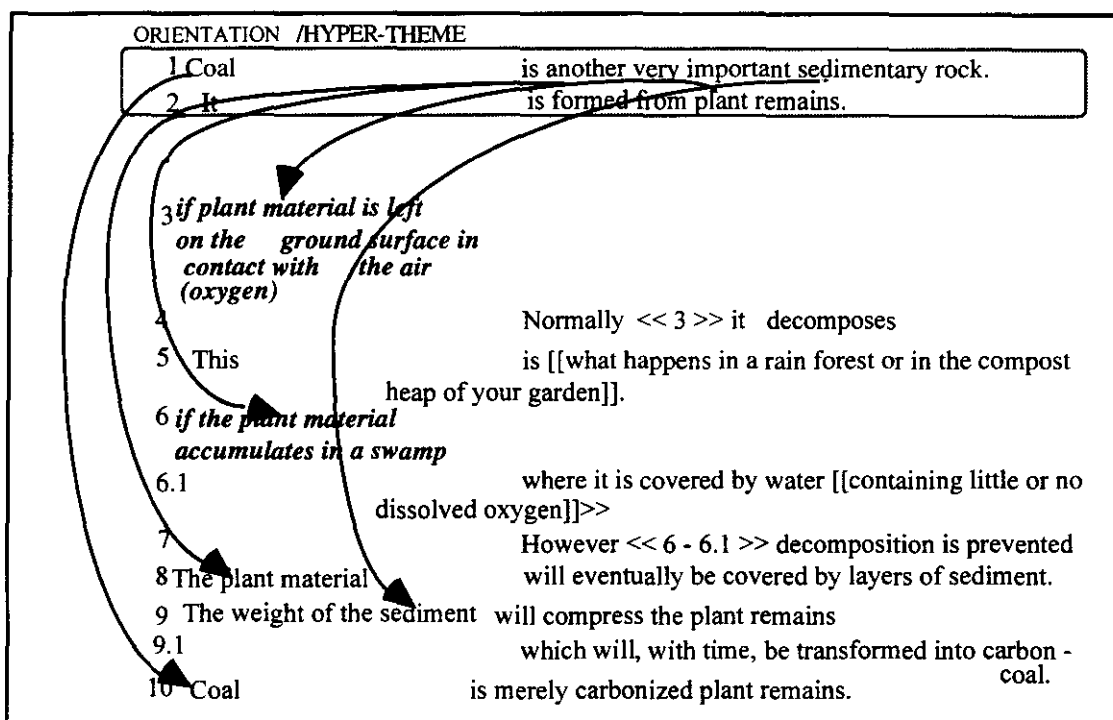 ORIENTATION /HYPER-THEME
1 Coal is another very important sedimentary rock.
2 It is formed from plant remains.
3 if plant material is left
on the ground surface in
contact with the air
(oxygen)
4 Normally << 3 >> it decomposes
5 This is [[what happens in a rain forest or in the compost
heap of your garden]].
6 if the plant material
accumulates in a swamp
6.1 where it is covered by water [[containing little or no
dissolved oxygen]]>>
7 However << 6 - 6.1 >> decomposition is prevented
8 The plant material will eventually be covered by layers of sediment.
9 The weight of the sediment will compress the plant remains
9.1 which will, with time, be transformed into carbon -
coal.
10 Coal is merely carbonized plant remains.